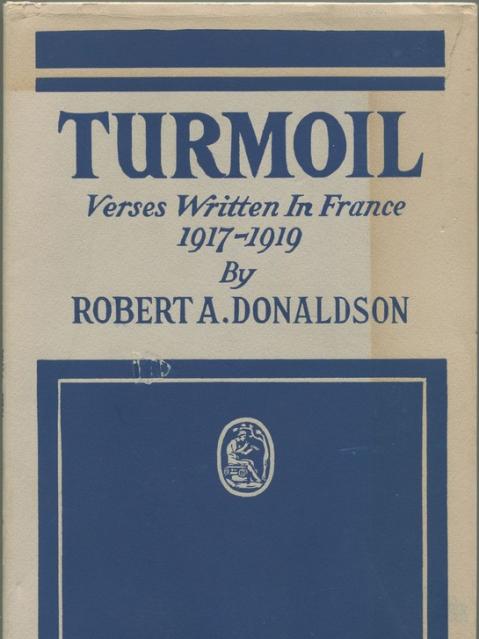 TURMOIL
Verses Written In France
1917-1919
By
ROBERT A. DONALDSON